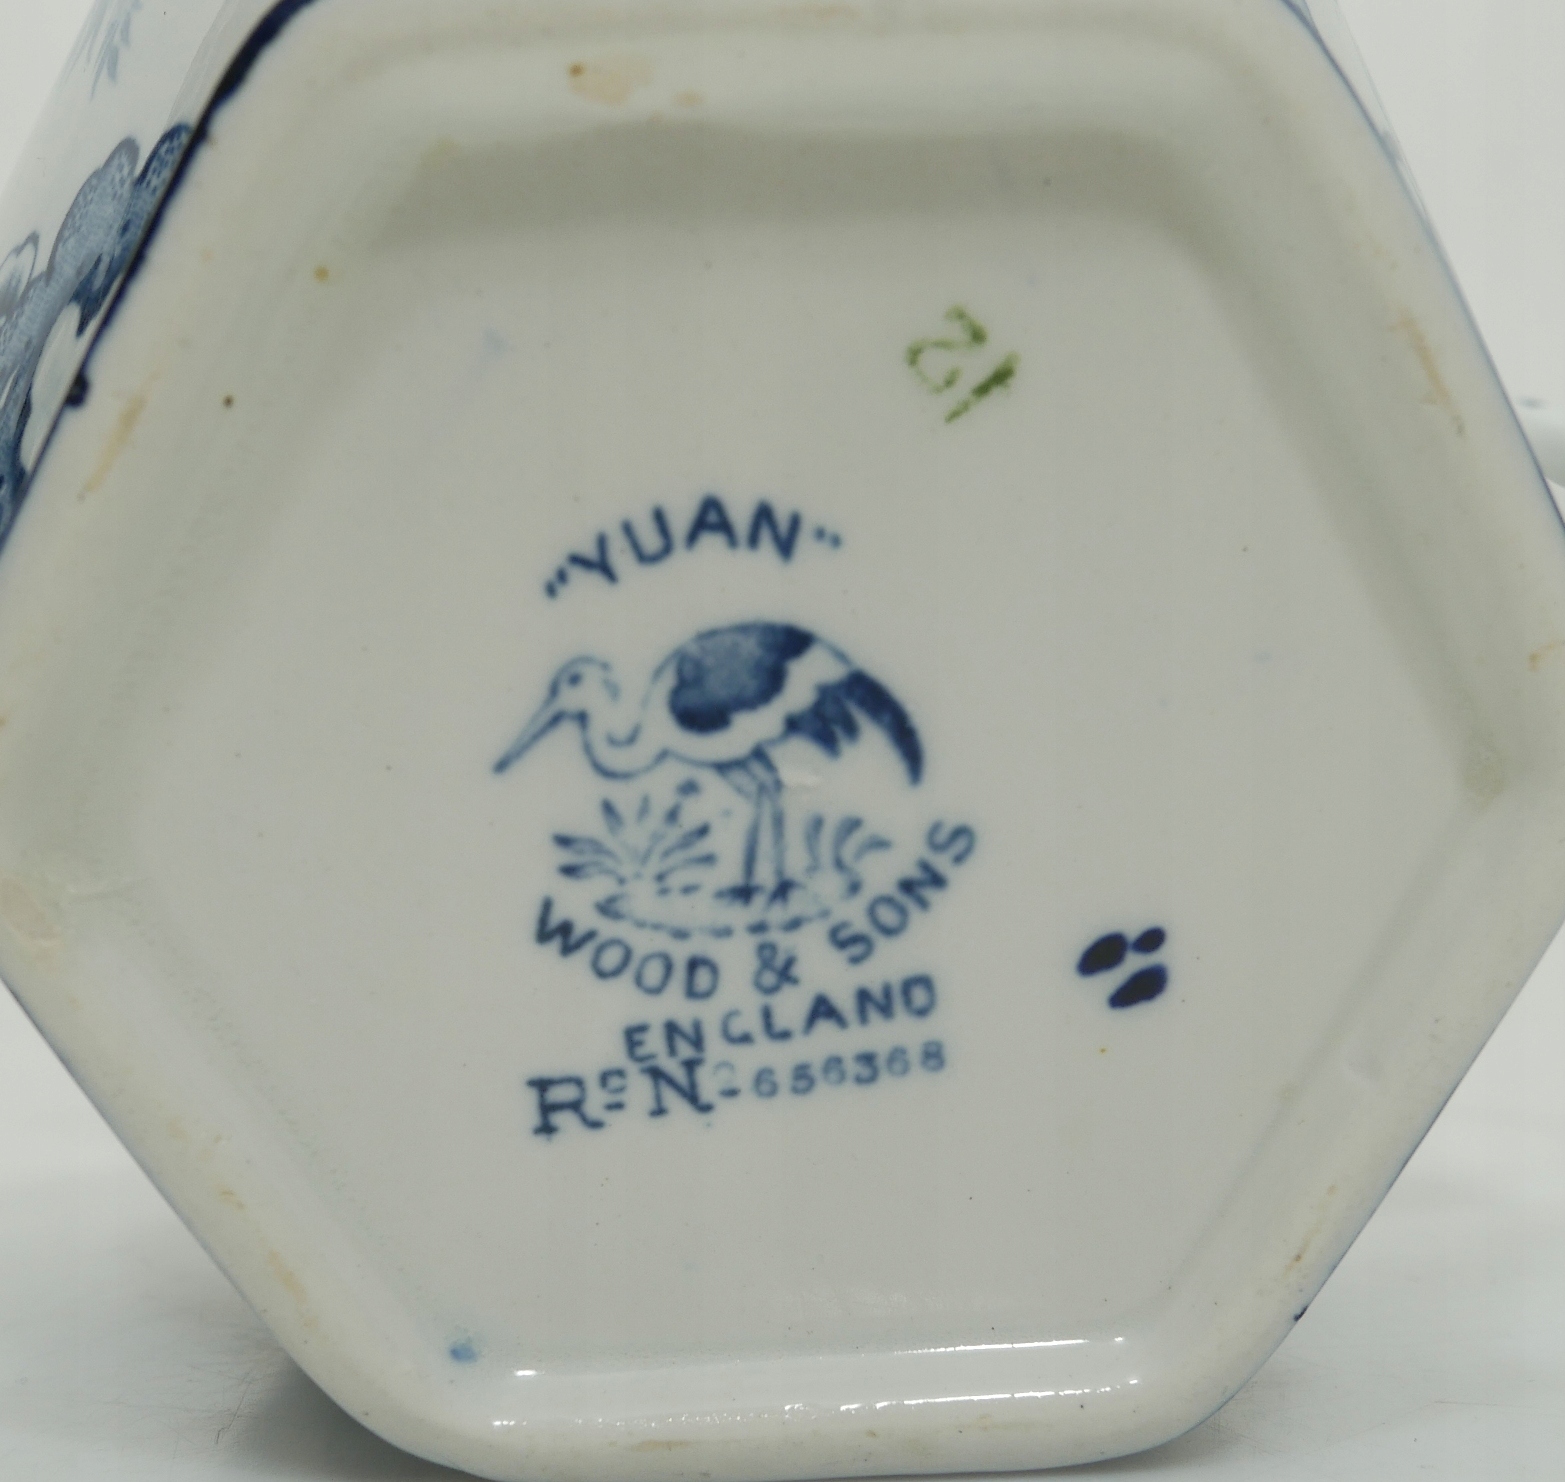 12
"YUAN"
WOOD & SONS
ENGLAND
Rd No 656368